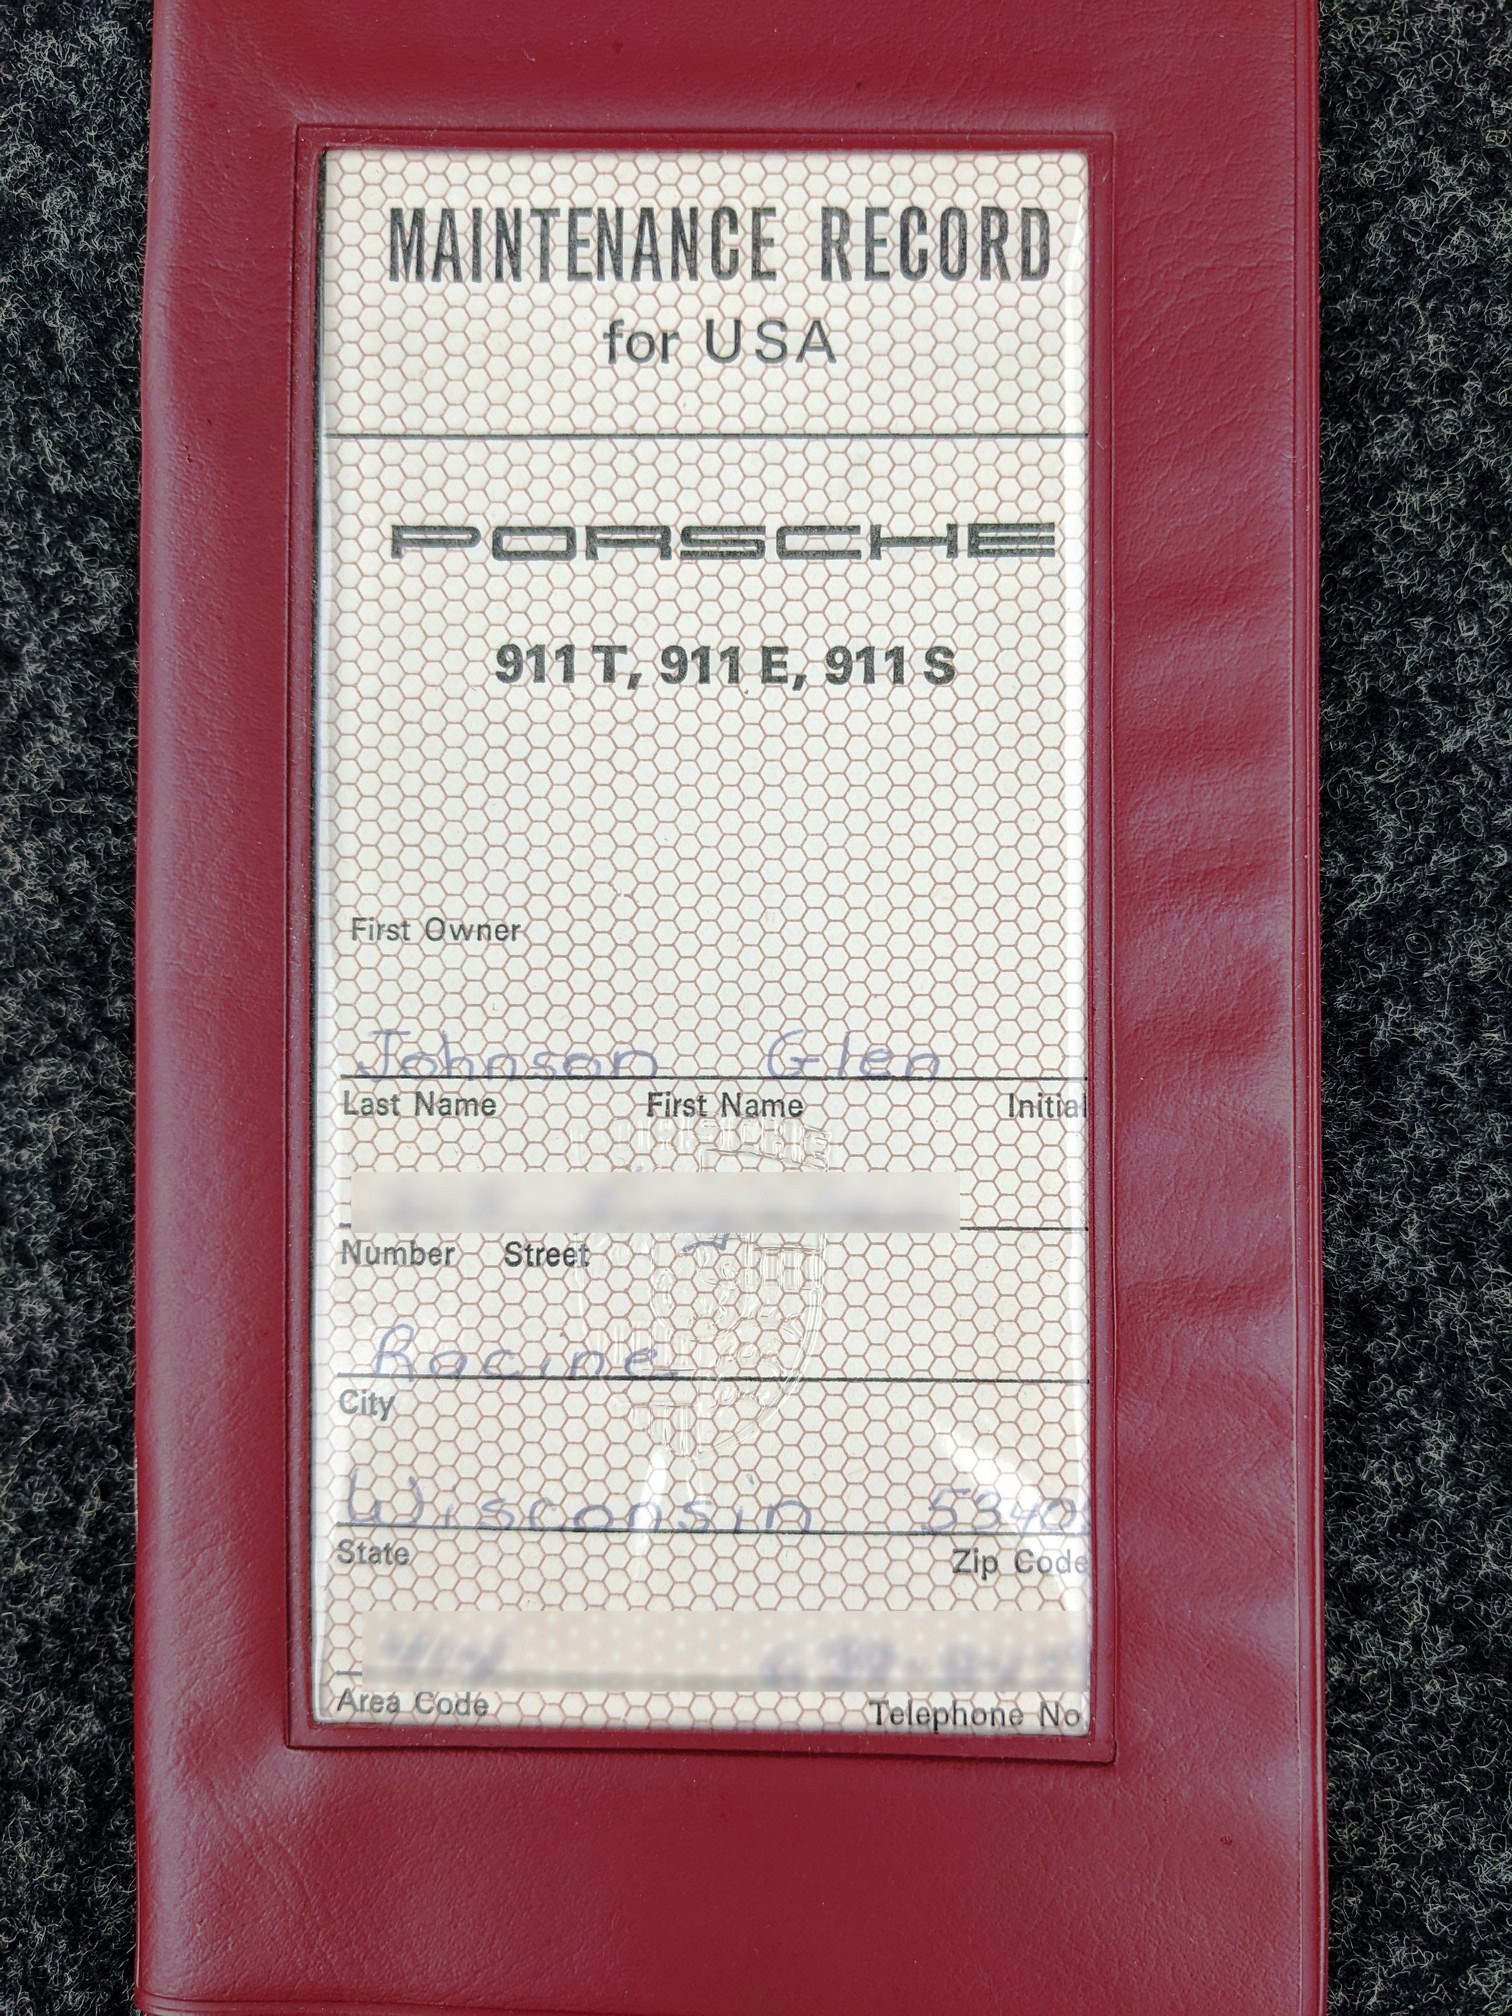 MAINTENANCE RECORD
for USA
PORSCHE
911 T, 911 E, 911 S
First Owner
Johnson Glen
Last Name First Name Initial
Number Street
Racine
City
Wisconsin
State Zip Code
Area Code Telephone No